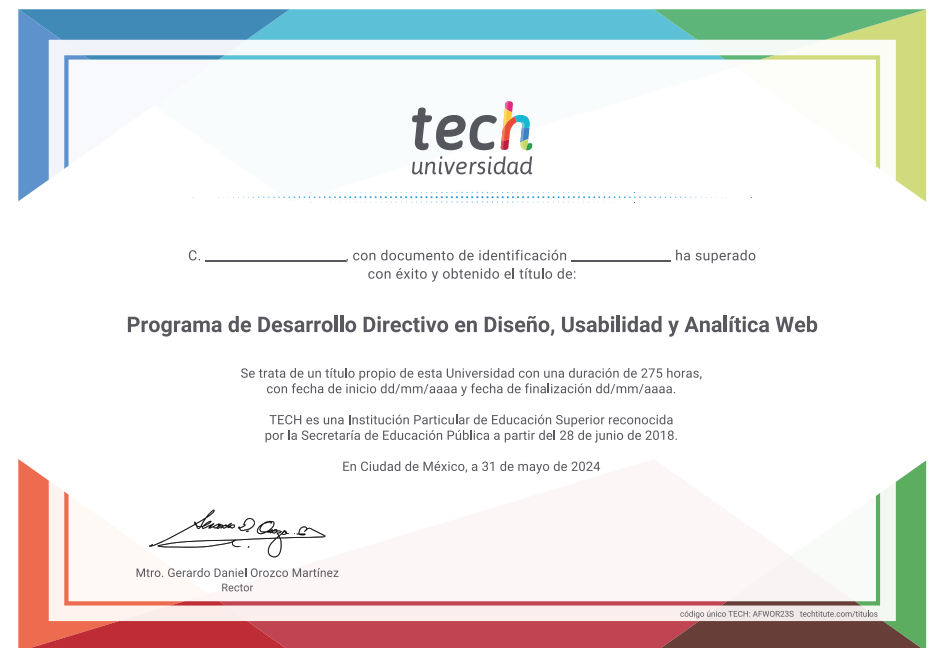 tech
universidad
C. ____________, con documento de identificación ____________ ha superado
con éxito y obtenido el título de:
Programa de Desarrollo Directivo en Diseño, Usabilidad y Analítica Web
Se trata de un título propio de esta Universidad con una duración de 275 horas,
con fecha de inicio dd/mm/aaaa y fecha de finalización dd/mm/aaaa.
TECH es una Institución Particular de Educación Superior reconocida
por la Secretaría de Educación Pública a partir del 28 de junio de 2018.
En Ciudad de México, a 31 de mayo de 2024
Mtro. Gerardo Daniel Orozco Martínez
Rector
código único TECH: AFWOR23S techtitute.com/titulos